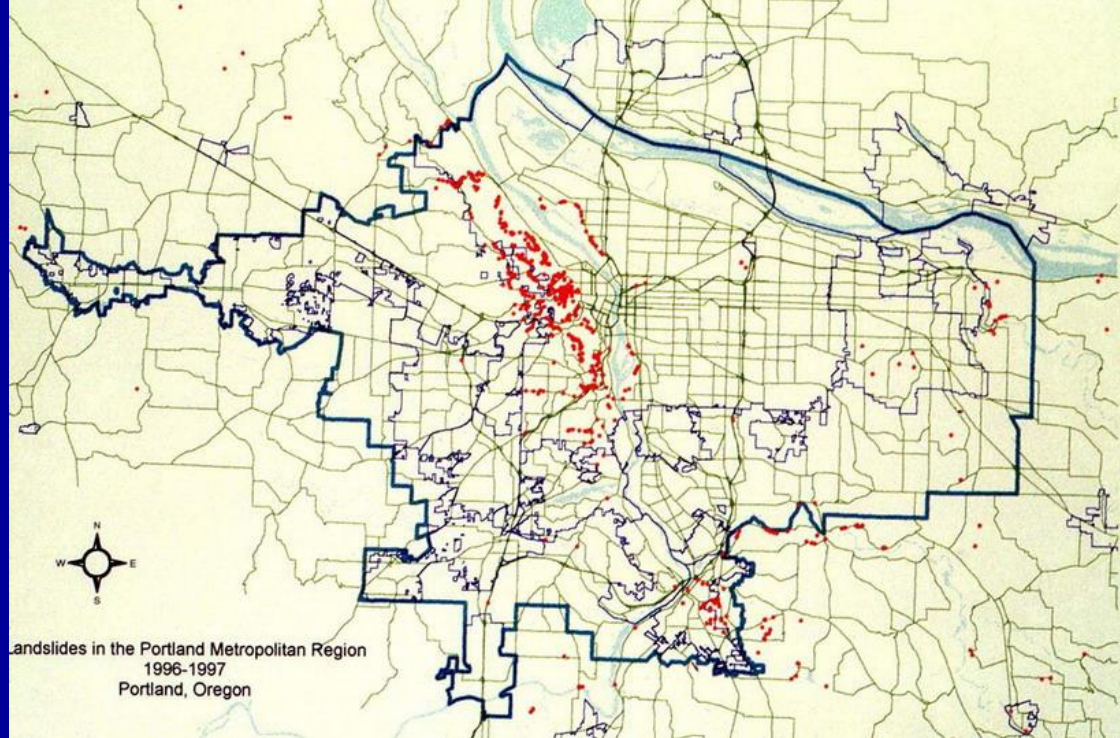 N
W E
S
Landslides in the Portland Metropolitan Region
1996-1997
Portland, Oregon